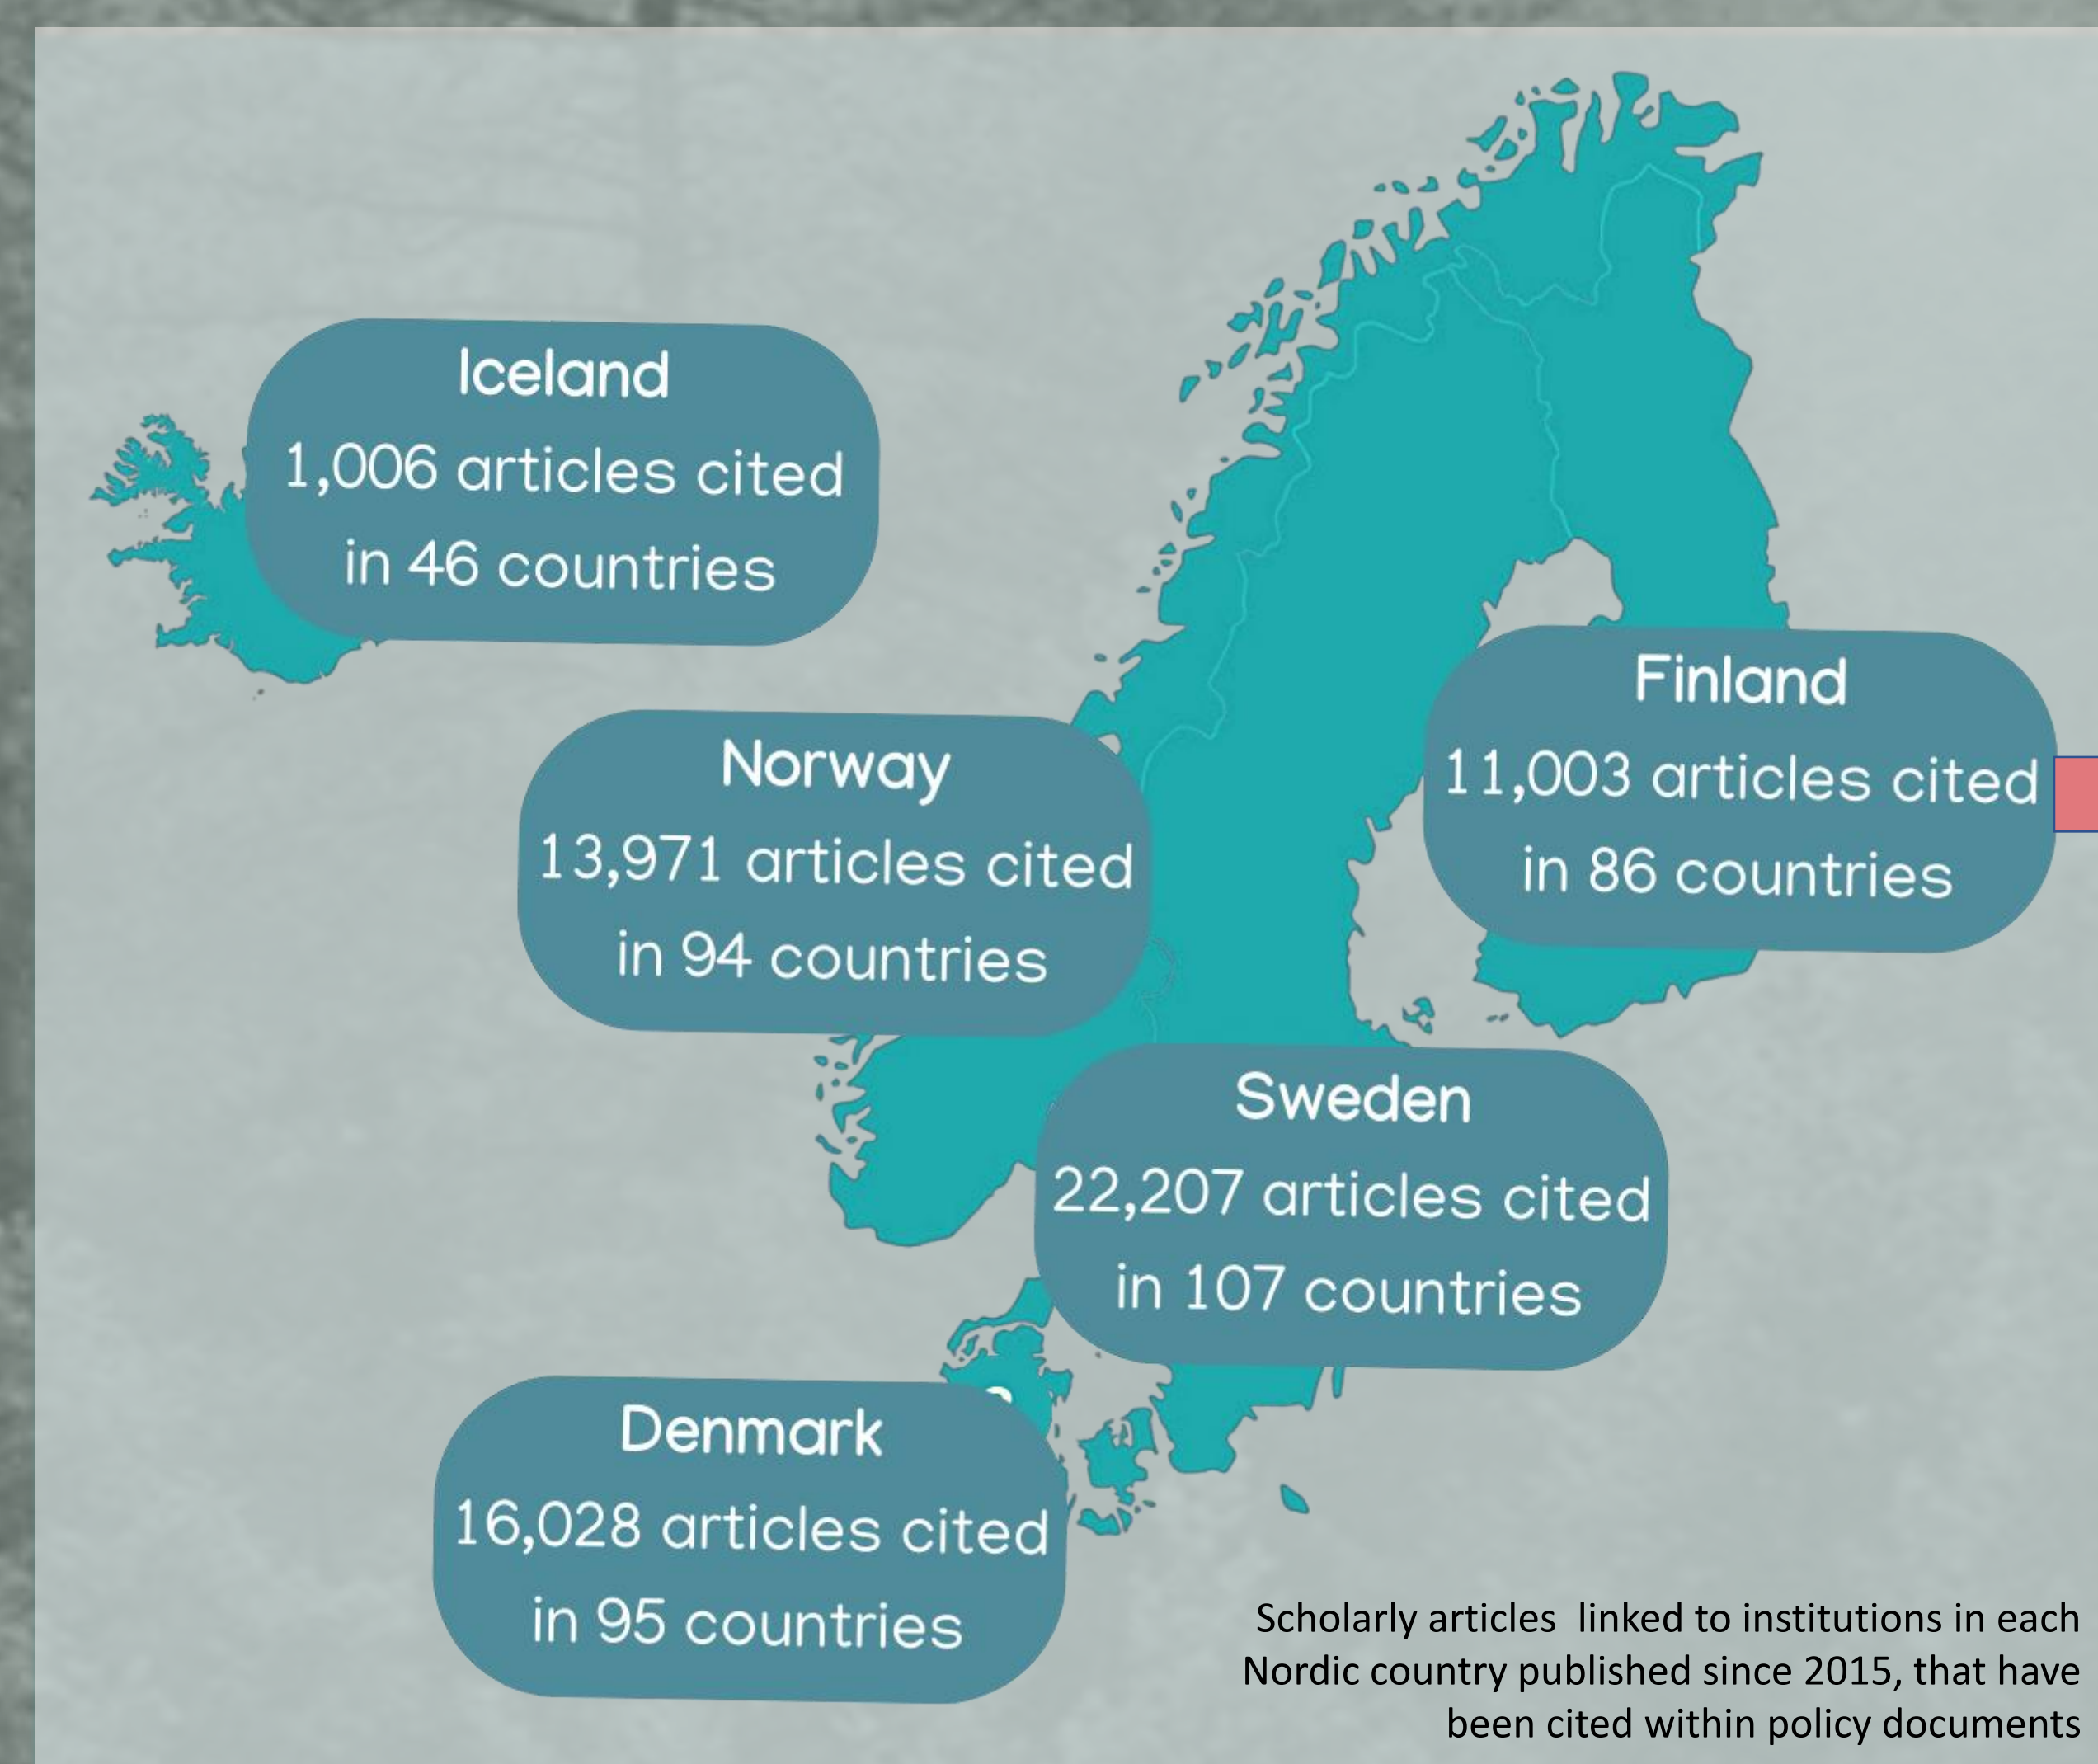 Iceland
1,006 articles cited
in 46 countries
Norway
13,971 articles cited
in 94 countries
Finland
11,003 articles cited
in 86 countries
Sweden
22,207 articles cited
in 107 countries
Denmark
16,028 articles cited
in 95 countries
Scholarly articles  linked to institutions in each
Nordic country published since 2015, that have
been cited within policy documents